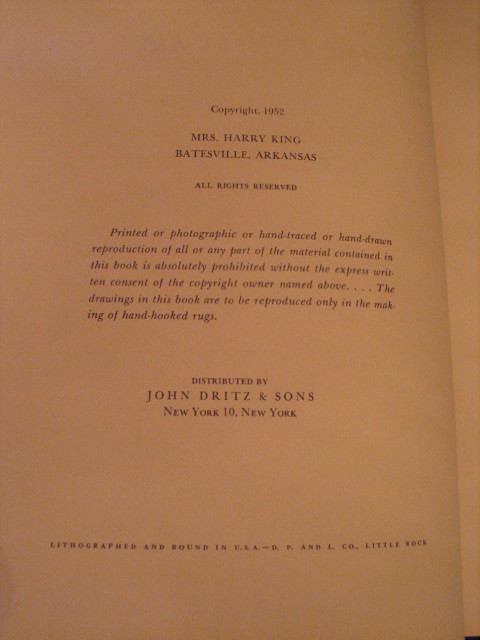 Copyright, 1952
MRS. HARRY KING
BATESVILLE, ARKANSAS
ALL RIGHTS RESERVED
Printed or photographic or hand-traced or hand-drawn
reproduction of all or any part of the material contained in
this book is absolutely prohibited without the express writ-
ten consent of the copyright owner named above. . . . The
drawings in this book are to be reproduced only in the mak-
ing of hand-hooked rugs.
DISTRIBUTED BY
JOHN DRITZ & SONS
NEW YORK 10, NEW YORK
LITHOGRAPHED AND BOUND IN U.S.A.—D. P. AND L. CO., LITTLE ROCK